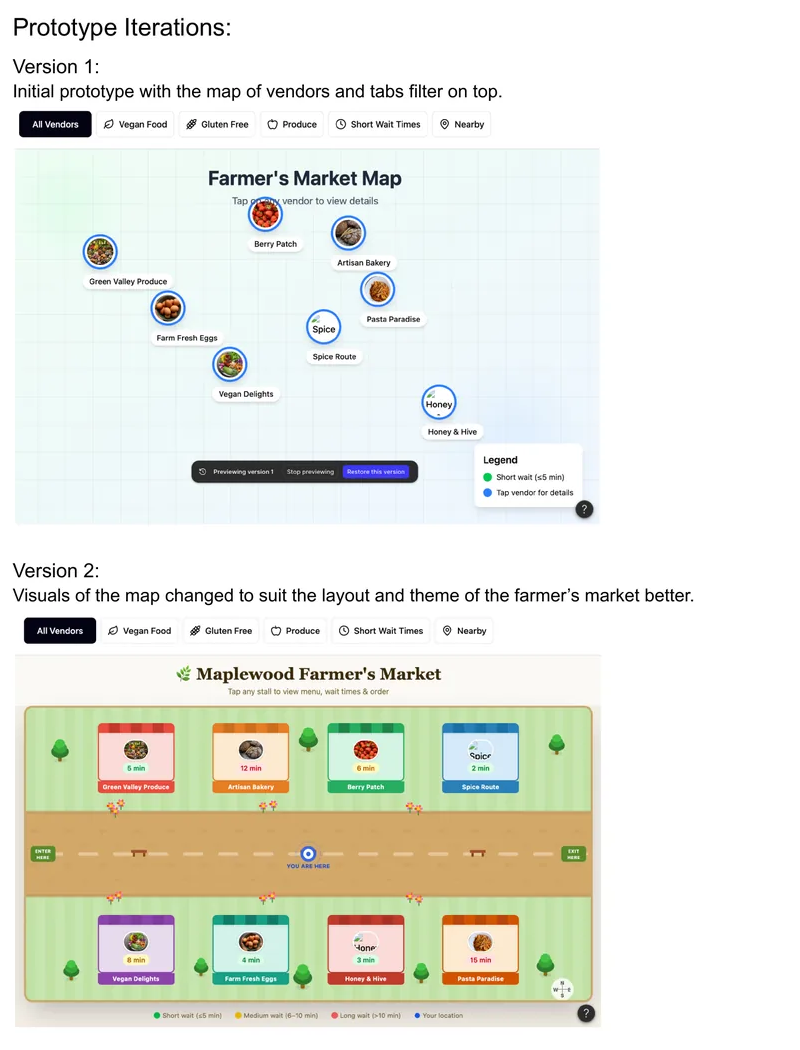 Prototype Iterations:
Version 1:
Initial prototype with the map of vendors and tabs filter on top.
All Vendors Vegan Food Gluten Free Produce Short Wait Times Nearby
Farmer's Market Map
Tap on any vendor to view details
Berry Patch
Artisan Bakery
Green Valley Produce
Pasta Paradise
Farm Fresh Eggs
Spice
Spice Route
Vegan Delights
Honey
Honey & Hive
Legend
Short wait (≤5 min)
Tap vendor for details
Previewing version 1 Stop previewing Restore this version
?
Version 2:
Visuals of the map changed to suit the layout and theme of the farmer’s market better.
All Vendors Vegan Food Gluten Free Produce Short Wait Times Nearby
Maplewood Farmer's Market
Tap any stall to view menu, wait times & order
Spice
5 min 12 min 6 min 2 min
Green Valley Produce Artisan Bakery Berry Patch Spice Route
ENTER
HERE
YOU ARE HERE
EXIT
HERE
Hone
8 min 4 min 3 min 15 min
Vegan Delights Farm Fresh Eggs Honey & Hive Pasta Paradise
N
W E
S
Short wait (≤5 min) Medium wait (6–10 min) Long wait (>10 min) Your location
?